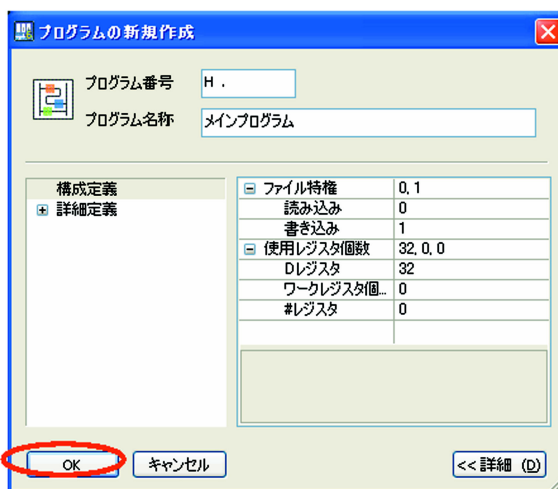 プログラムの新規作成
プログラム番号 H .
プログラム名称 メインプログラム
構成定義
詳細定義
ファイル特権 0, 1
読み込み 0
書き込み 1
使用レジスタ個数 32, 0, 0
Dレジスタ 32
ワークレジスタ個... 0
#レジスタ 0
OK キャンセル <<詳細 (D)